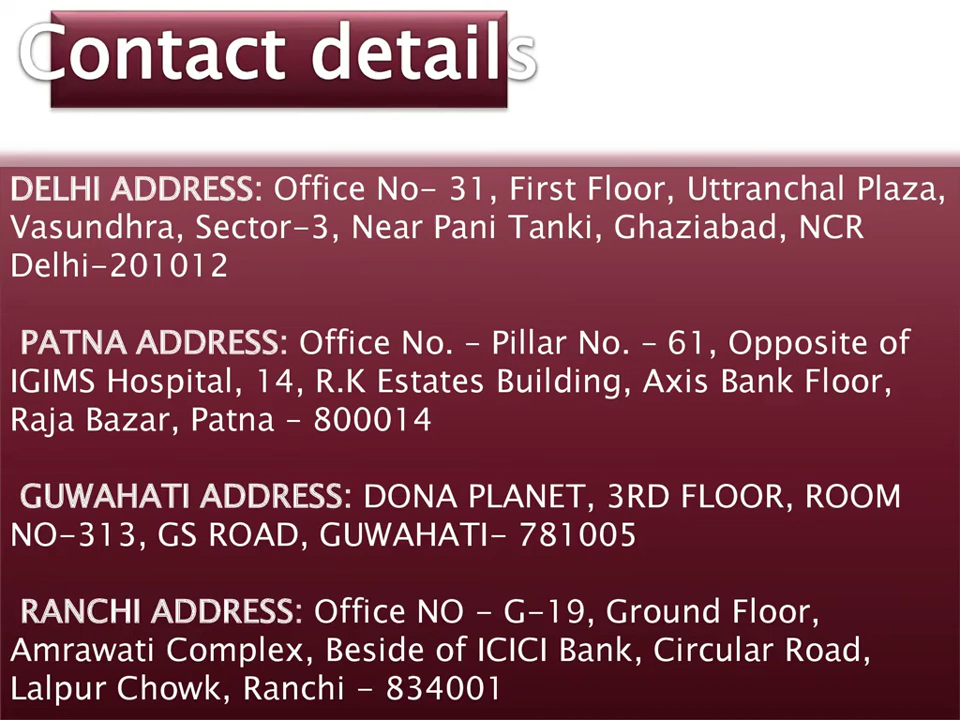 Contact details
DELHI ADDRESS: Office No- 31, First Floor, Uttranchal Plaza,
Vasundhra, Sector-3, Near Pani Tanki, Ghaziabad, NCR
Delhi-201012
PATNA ADDRESS: Office No. – Pillar No. – 61, Opposite of
IGIMS Hospital, 14, R.K Estates Building, Axis Bank Floor,
Raja Bazar, Patna – 800014
GUWAHATI ADDRESS: DONA PLANET, 3RD FLOOR, ROOM
NO-313, GS ROAD, GUWAHATI- 781005
RANCHI ADDRESS: Office NO - G-19, Ground Floor,
Amrawati Complex, Beside of ICICI Bank, Circular Road,
Lalpur Chowk, Ranchi - 834001